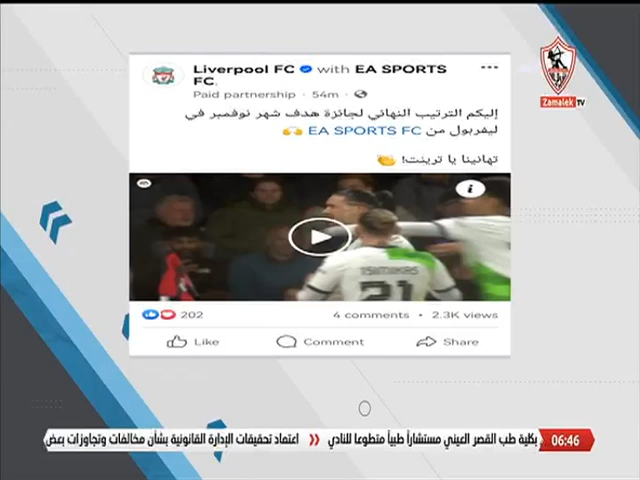 Liverpool FC with EA SPORTS
FC.
Paid partnership · 54m ·
Zamalek TV
إليكم الترتيب النهائي لجائزة هدف شهر نوفمبر في
ليفربول من EA SPORTS FC 🙌
تهانينا يا ترينت! 👏
TSIMIKAS
21
202
4 comments · 2.3K views
Like Comment Share
بكلية طب القصر العيني مستشاراً طبياً متطوعا للنادي » اعتماد تحقيقات الإدارة القانونية بشأن مخالفات وتجاوزات بعض
06:46